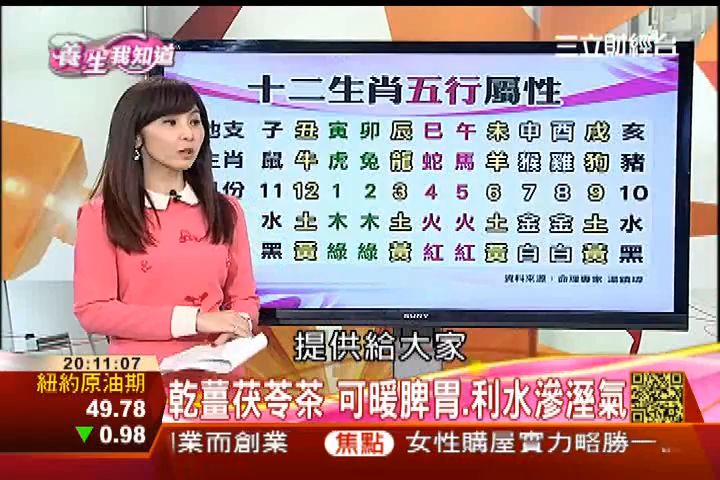 養生我知道
三立財經台
十二生肖五行屬性
地支 子 丑 寅 卯 辰 巳 午 未 申 酉 戌 亥
生肖 鼠 牛 虎 兔 龍 蛇 馬 羊 猴 雞 狗 豬
份 11 12 1 2 3 4 5 6 7 8 9 10
水 土 木 木 土 火 火 土 金 金 土 水
黑 黃 綠 綠 黃 紅 紅 黃 白 白 黃 黑
資料來源：命理專家
SONY
提供給大家
20:11:07
紐約原油期
49.78
▼0.98
乾薑茯苓茶 可暖脾胃.利水滲溼氣
業而創業 焦點 女性購屋實力略勝一